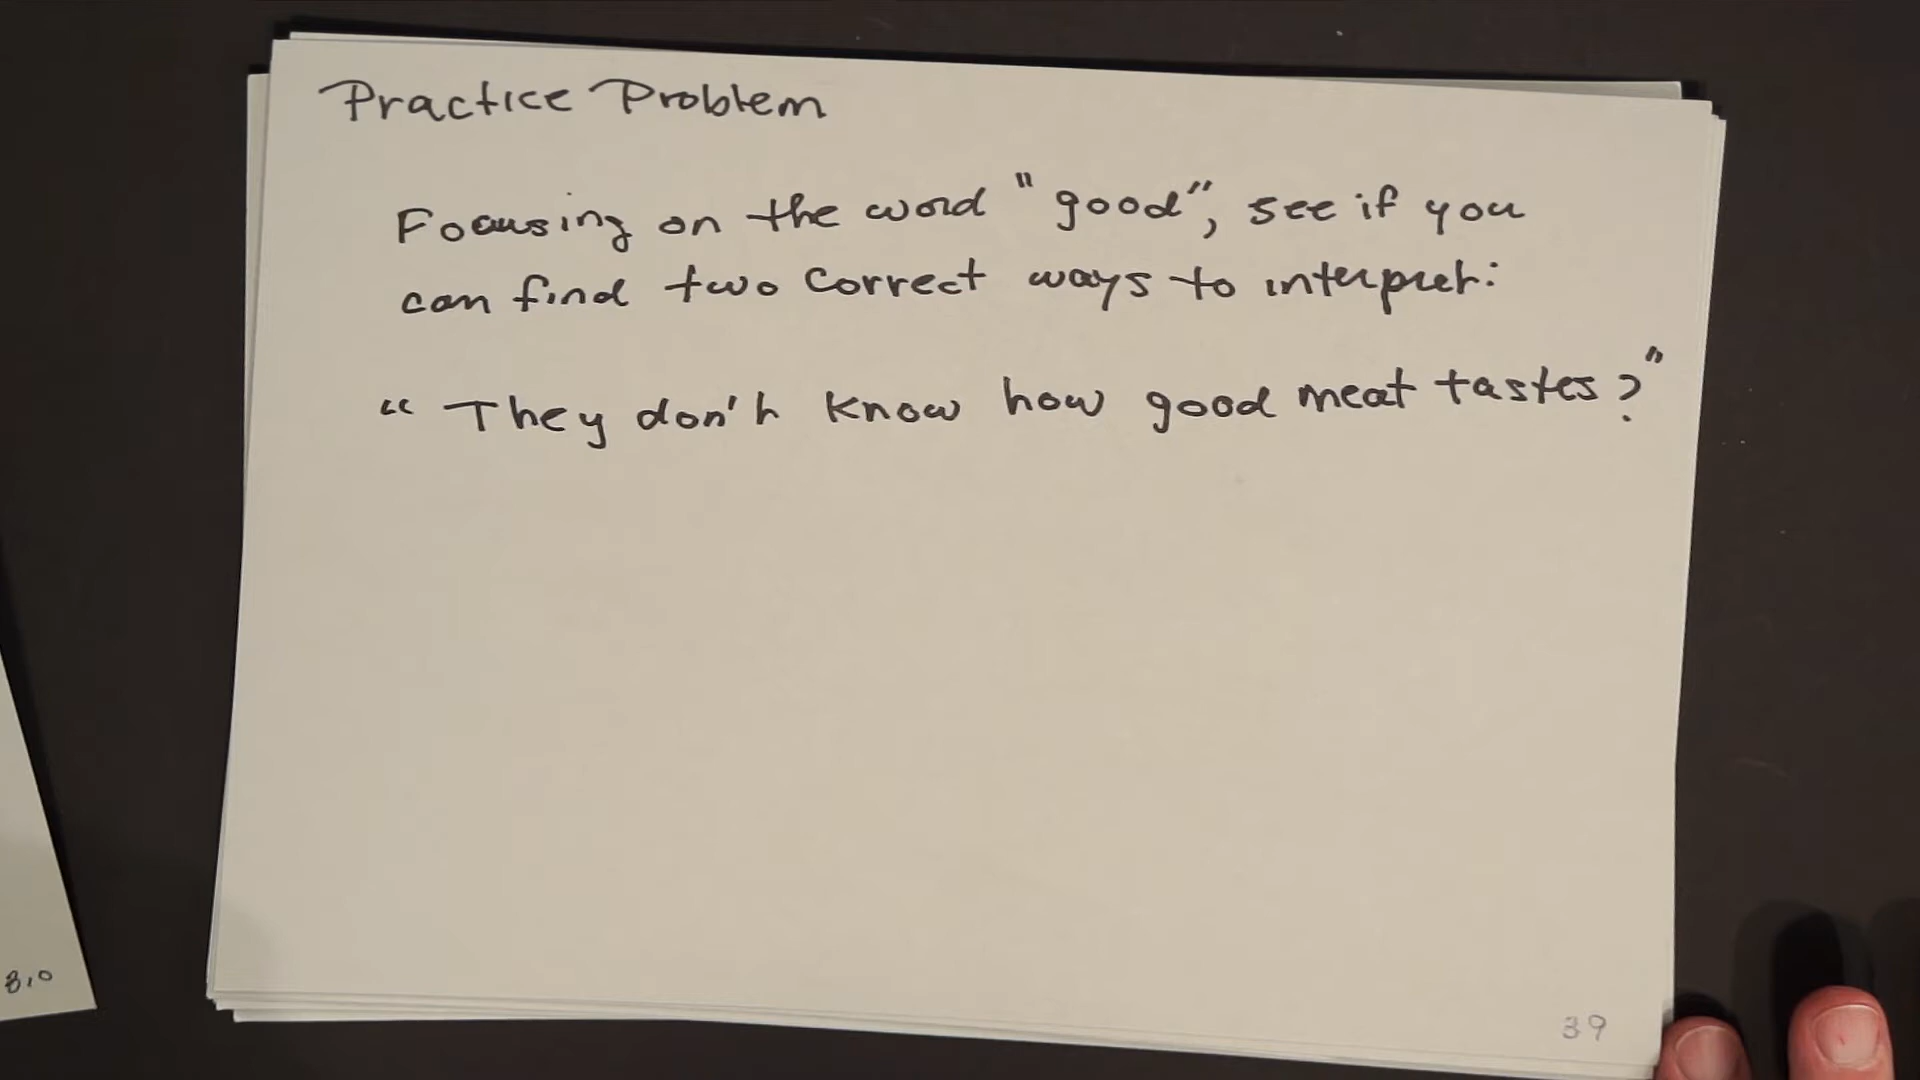 Practice Problem
Focusing on the word "good", see if you
can find two correct ways to interpret:
"They don'h know how good meat tastes?"
8.0
39